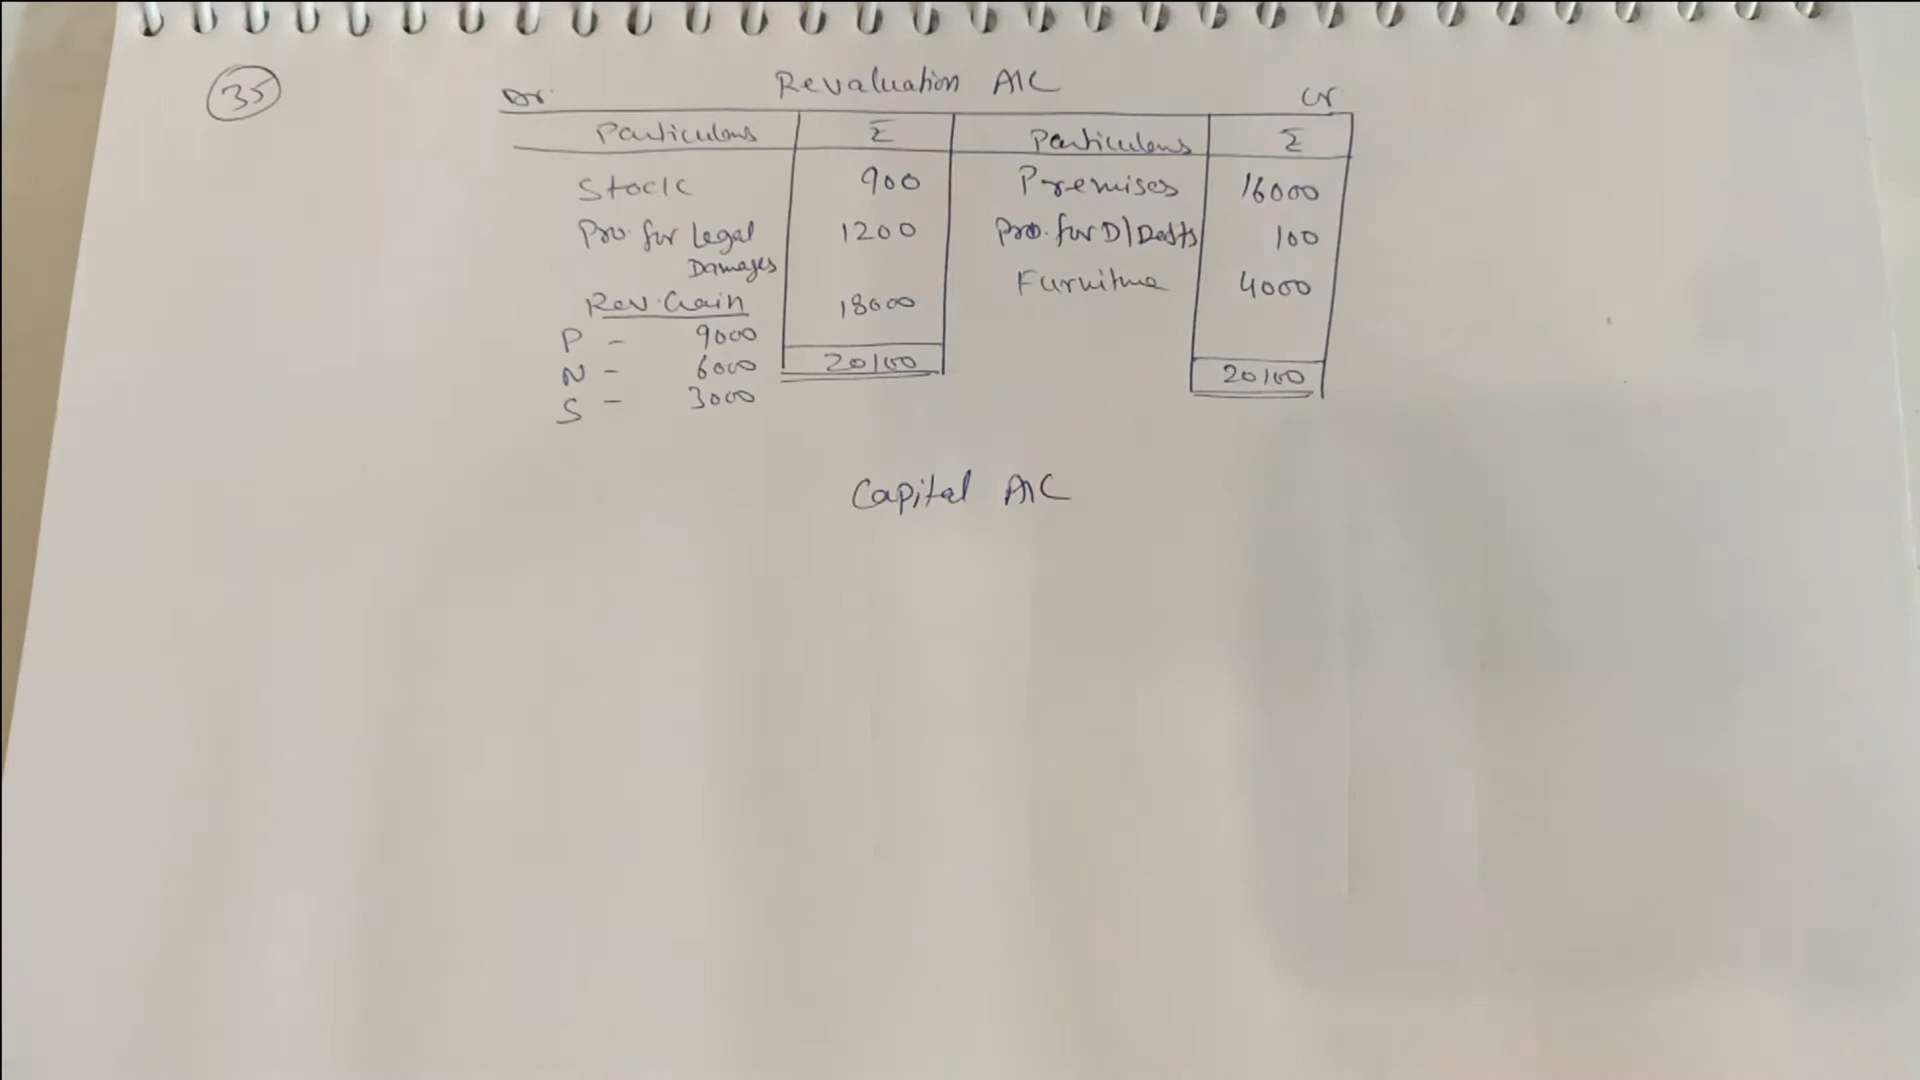 35
Revaluation A/C
Dr. Cr
Particulars ₹ Particulars ₹
Stock 900 Premises 16000
Pro. for Legal 1200 Pro. for D/Debts 100
Damages
Furniture 4000
Rev. Gain 18000
P - 9000
N - 6000 20100 20100
S - 3000
Capital A/C